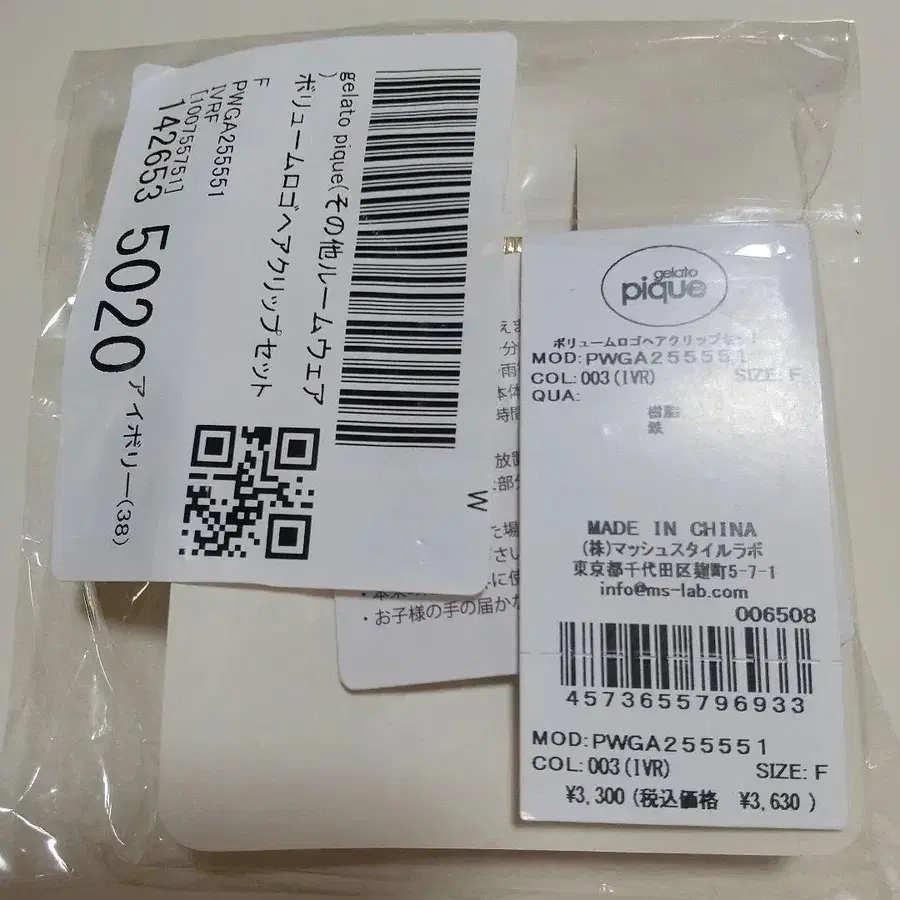 gelato pique(その他ルームウェア
)
ボリュームロゴヘアクリップセット
F
PWGA255551
IVRF
[10075575​1]
142653 5020 アイボリー(38)
W
・お子様の手の届かな
gelato
pique
ボリュームロゴヘアクリップ
MOD:PWGA255551
COL:003(IVR) SIZE:F
QUA:
樹脂
鉄
MADE IN CHINA
(株)マッシュスタイルラボ
東京都千代田区麹町5-7-1
info@ms-lab.com
006508
4573655796933
MOD:PWGA255551
COL:003(IVR) SIZE:F
¥3,300 (税込価格 ¥3,630 )